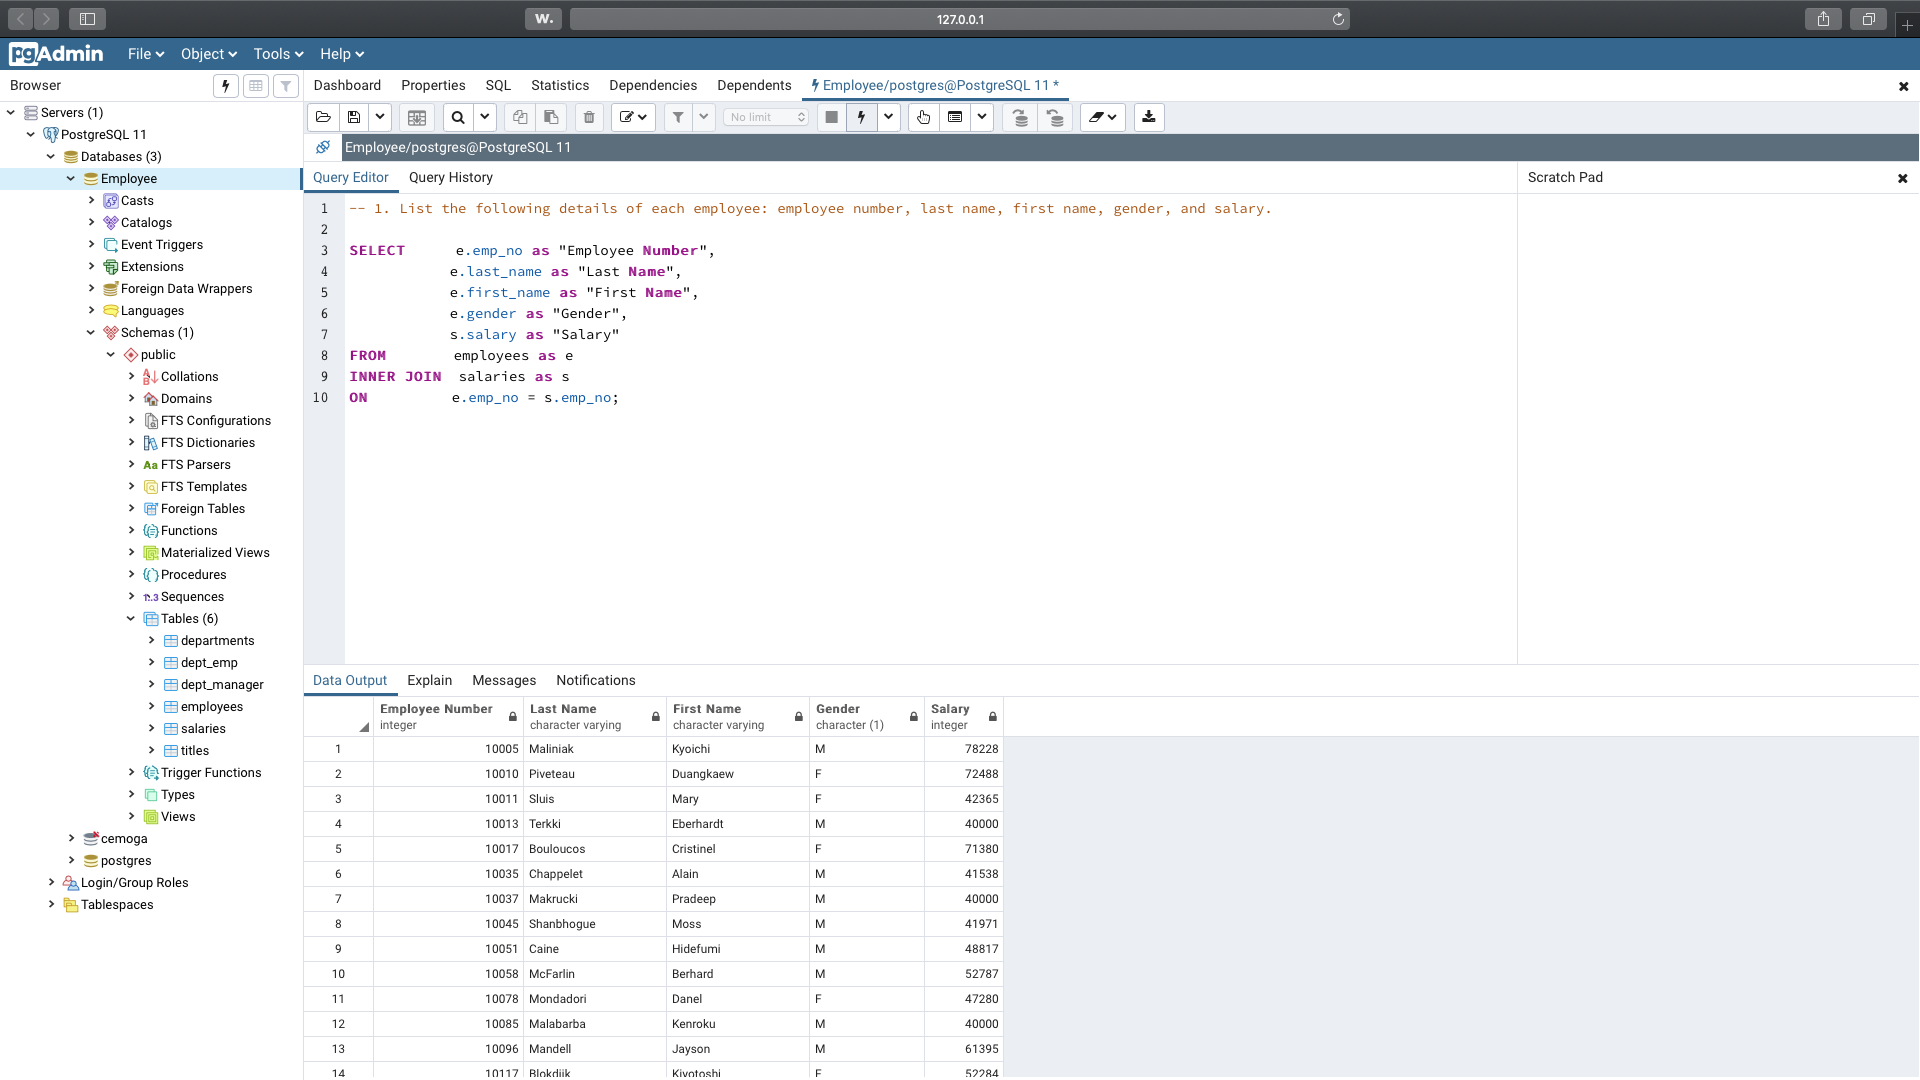 W.
127.0.0.1
pgAdmin
File
Object
Tools
Help
Browser
Servers (1)
PostgreSQL 11
Databases (3)
Employee
Casts
Catalogs
Event Triggers
Extensions
Foreign Data Wrappers
Languages
Schemas (1)
public
Collations
Domains
FTS Configurations
FTS Dictionaries
Aa FTS Parsers
FTS Templates
Foreign Tables
Functions
Materialized Views
Procedures
1..3 Sequences
Tables (6)
departments
dept_emp
dept_manager
employees
salaries
titles
Trigger Functions
Types
Views
cemoga
postgres
Login/Group Roles
Tablespaces
Dashboard
Properties
SQL
Statistics
Dependencies
Dependents
Employee/postgres@PostgreSQL 11 *
No limit
Employee/postgres@PostgreSQL 11
Query Editor
Query History
Scratch Pad
1 -- 1. List the following details of each employee: employee number, last name, first name, gender, and salary.
2
3 SELECT e.emp_no as "Employee Number",
4 e.last_name as "Last Name",
5 e.first_name as "First Name",
6 e.gender as "Gender",
7 s.salary as "Salary"
8 FROM employees as e
9 INNER JOIN salaries as s
10 ON e.emp_no = s.emp_no;
Data Output
Explain
Messages
Notifications
Employee Number Last Name First Name Gender Salary
integer character varying character varying character (1) integer
1 10005 Maliniak Kyoichi M 78228
2 10010 Piveteau Duangkaew F 72488
3 10011 Sluis Mary F 42365
4 10013 Terkki Eberhardt M 40000
5 10017 Bouloucos Cristinel F 71380
6 10035 Chappelet Alain M 41538
7 10037 Makrucki Pradeep M 40000
8 10045 Shanbhogue Moss M 41971
9 10051 Caine Hidefumi M 48817
10 10058 McFarlin Berhard M 52787
11 10078 Mondadori Danel F 47280
12 10085 Malabarba Kenroku M 40000
13 10096 Mandell Jayson M 61395
14 10117 Blokdijk Kiyotoshi F 52284